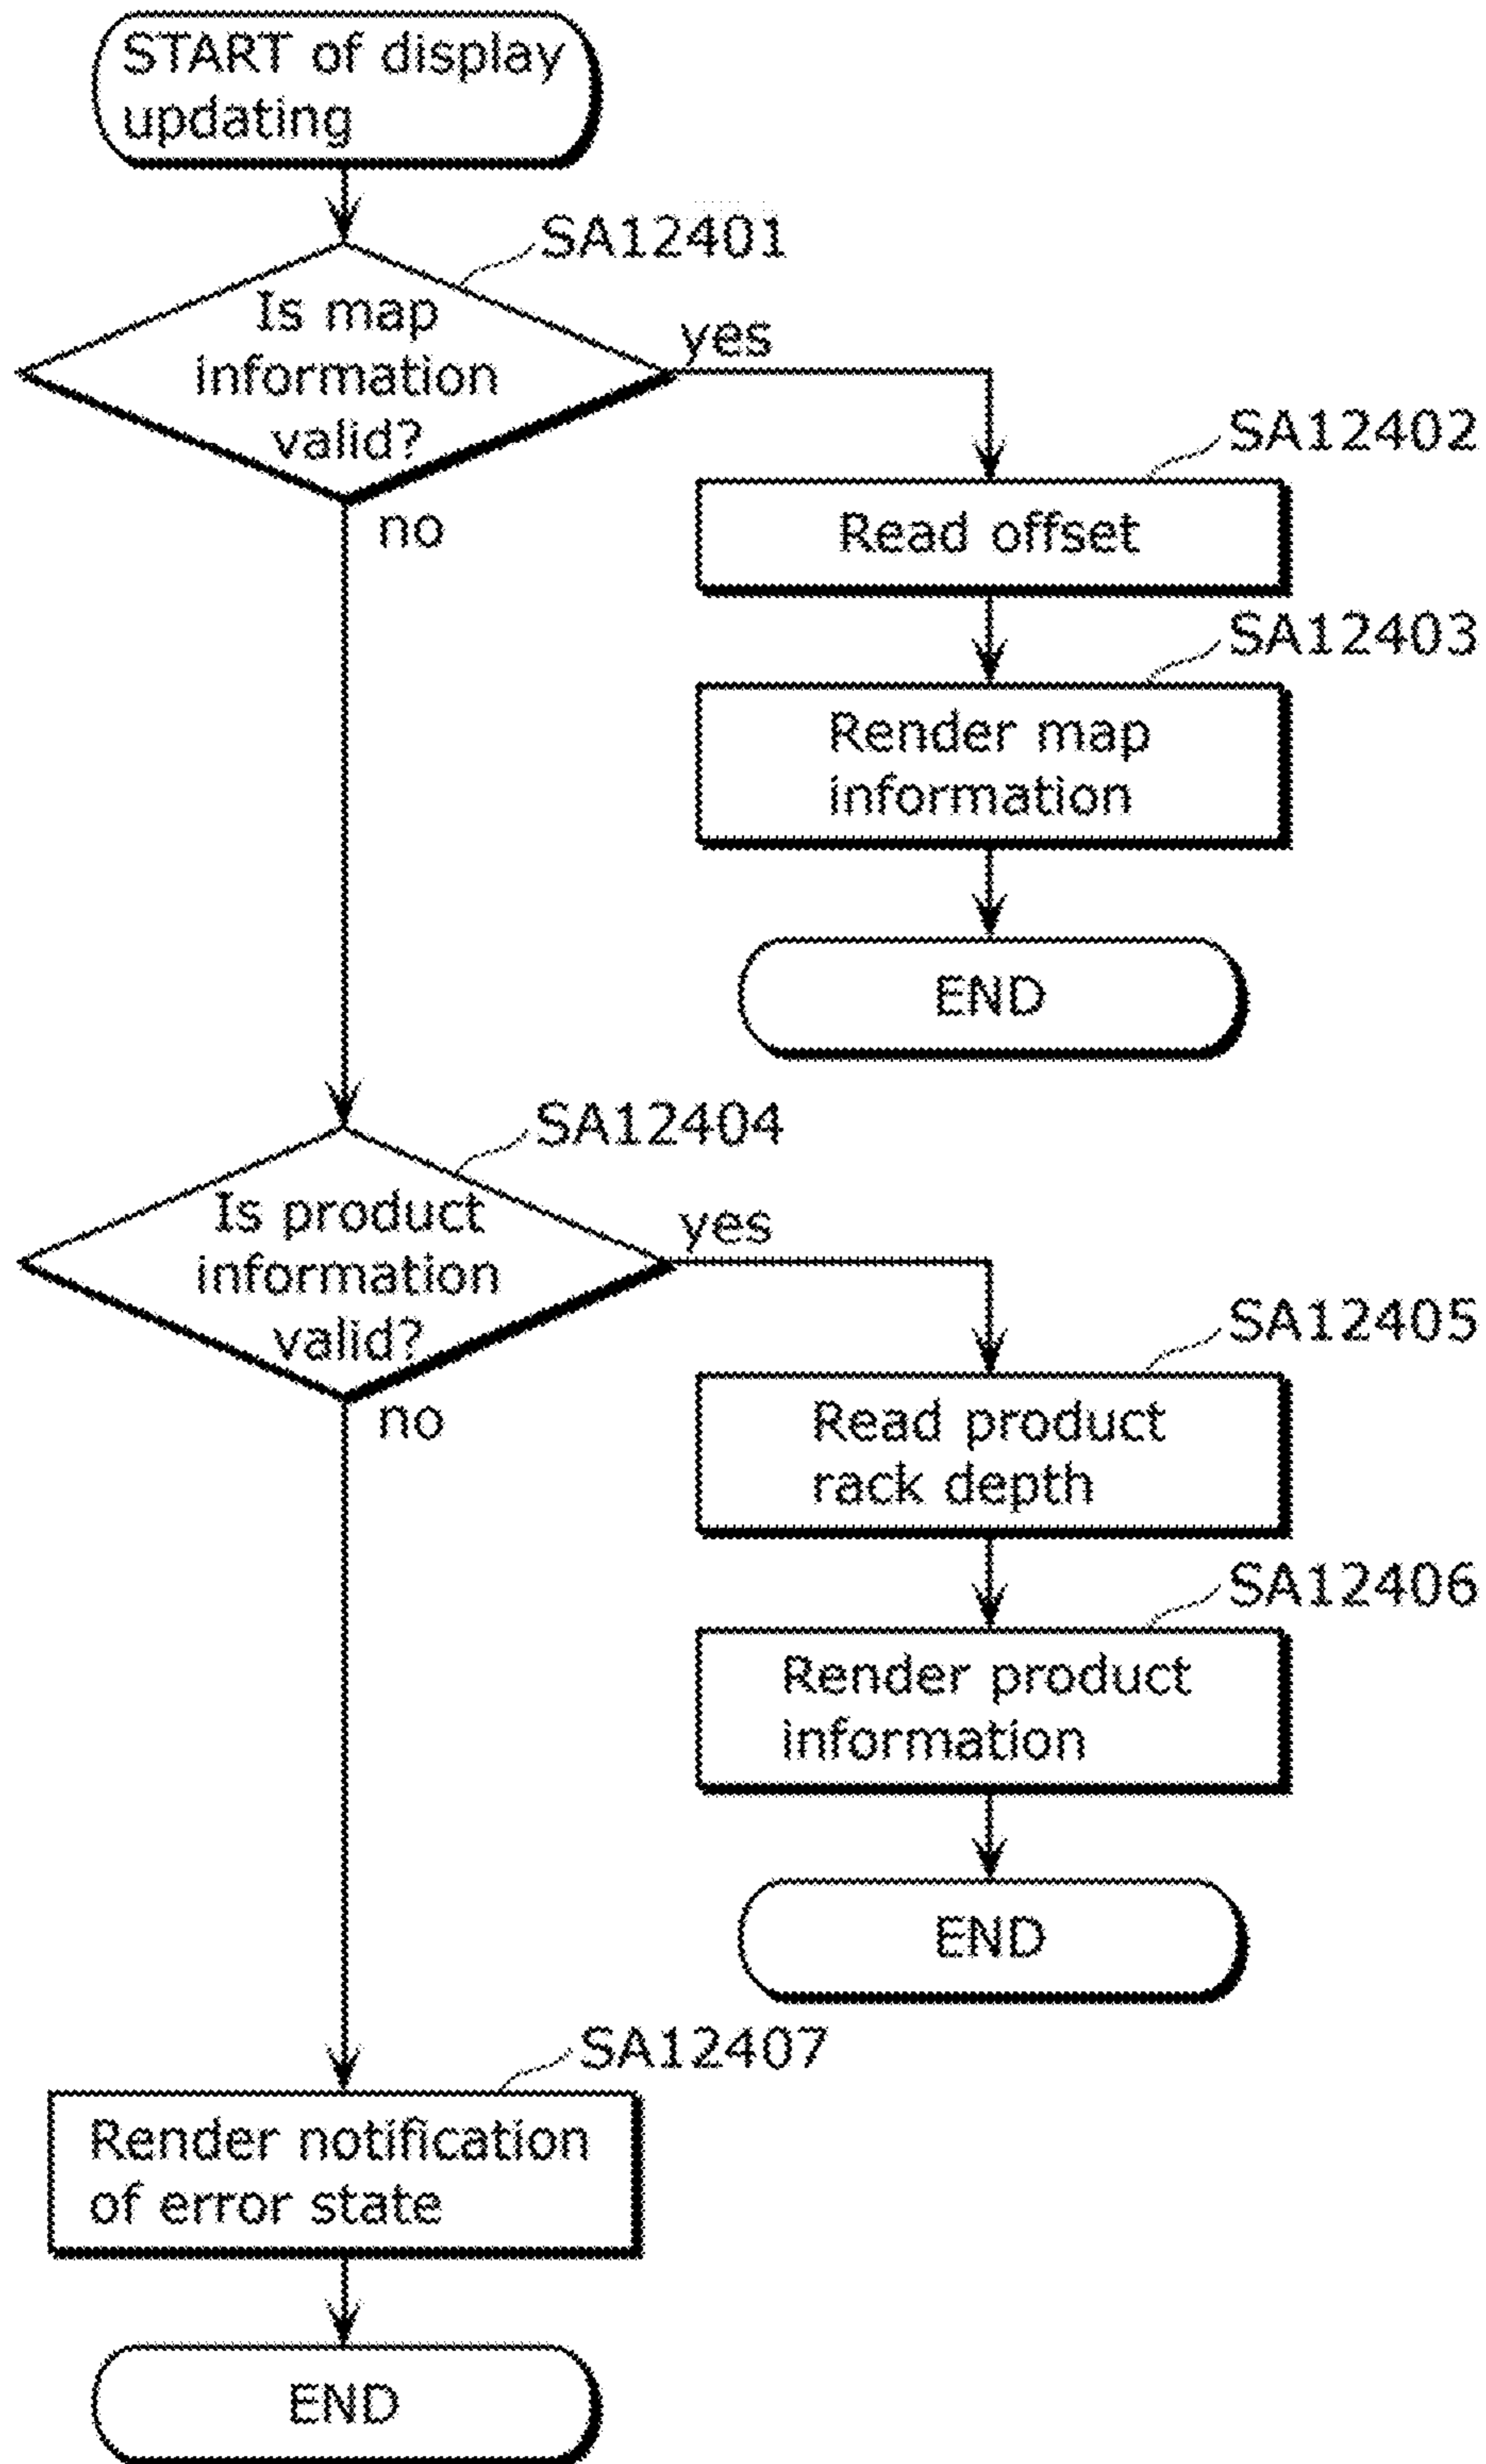 START of display
updating
SA12401
Is map
information
valid?
yes
no
SA12402
Read offset
SA12403
Render map
information
END
SA12404
Is product
information
valid?
yes
no
SA12405
Read product
rack depth
SA12406
Render product
information
END
SA12407
Render notification
of error state
END